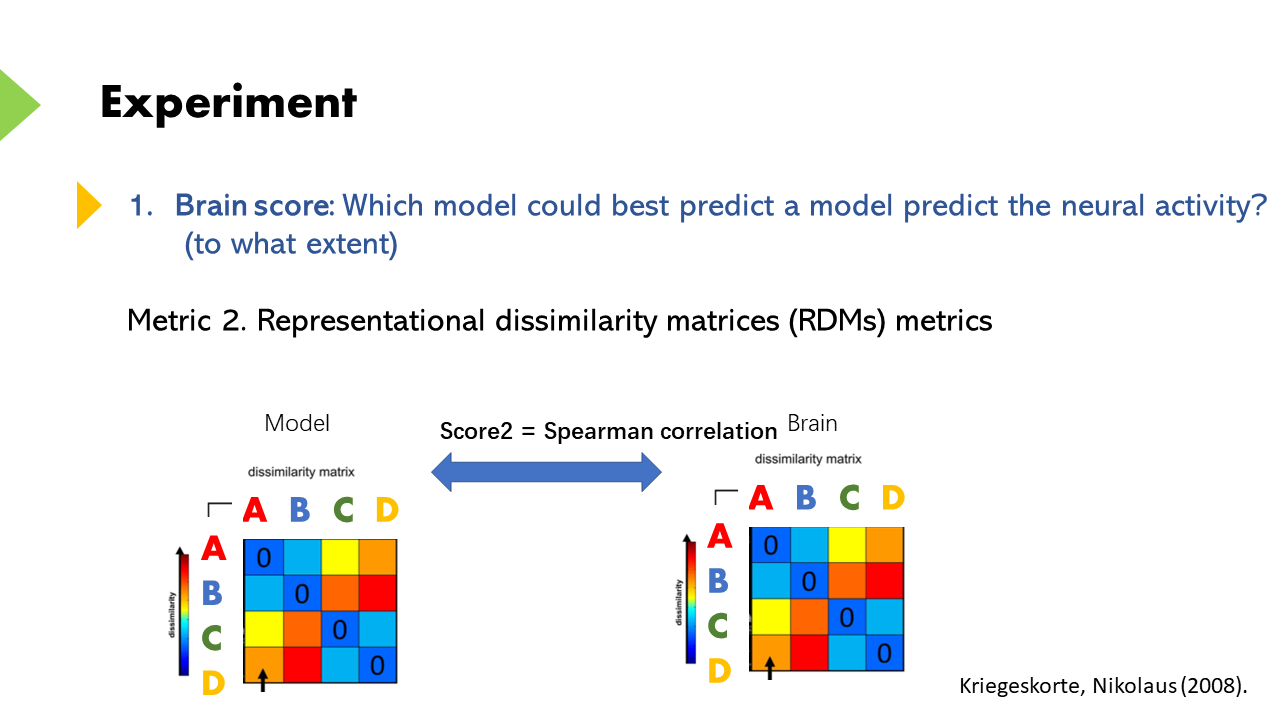 Experiment
1. Brain score: Which model could best predict a model predict the neural activity?
(to what extent)
Metric 2. Representational dissimilarity matrices (RDMs) metrics
Model
Score2 = Spearman correlation
Brain
dissimilarity matrix
A B C D
A
B
C
D
0
0
0
0
dissimilarity
dissimilarity matrix
A B C D
A
B
C
D
0
0
0
0
dissimilarity
Kriegeskorte, Nikolaus (2008).